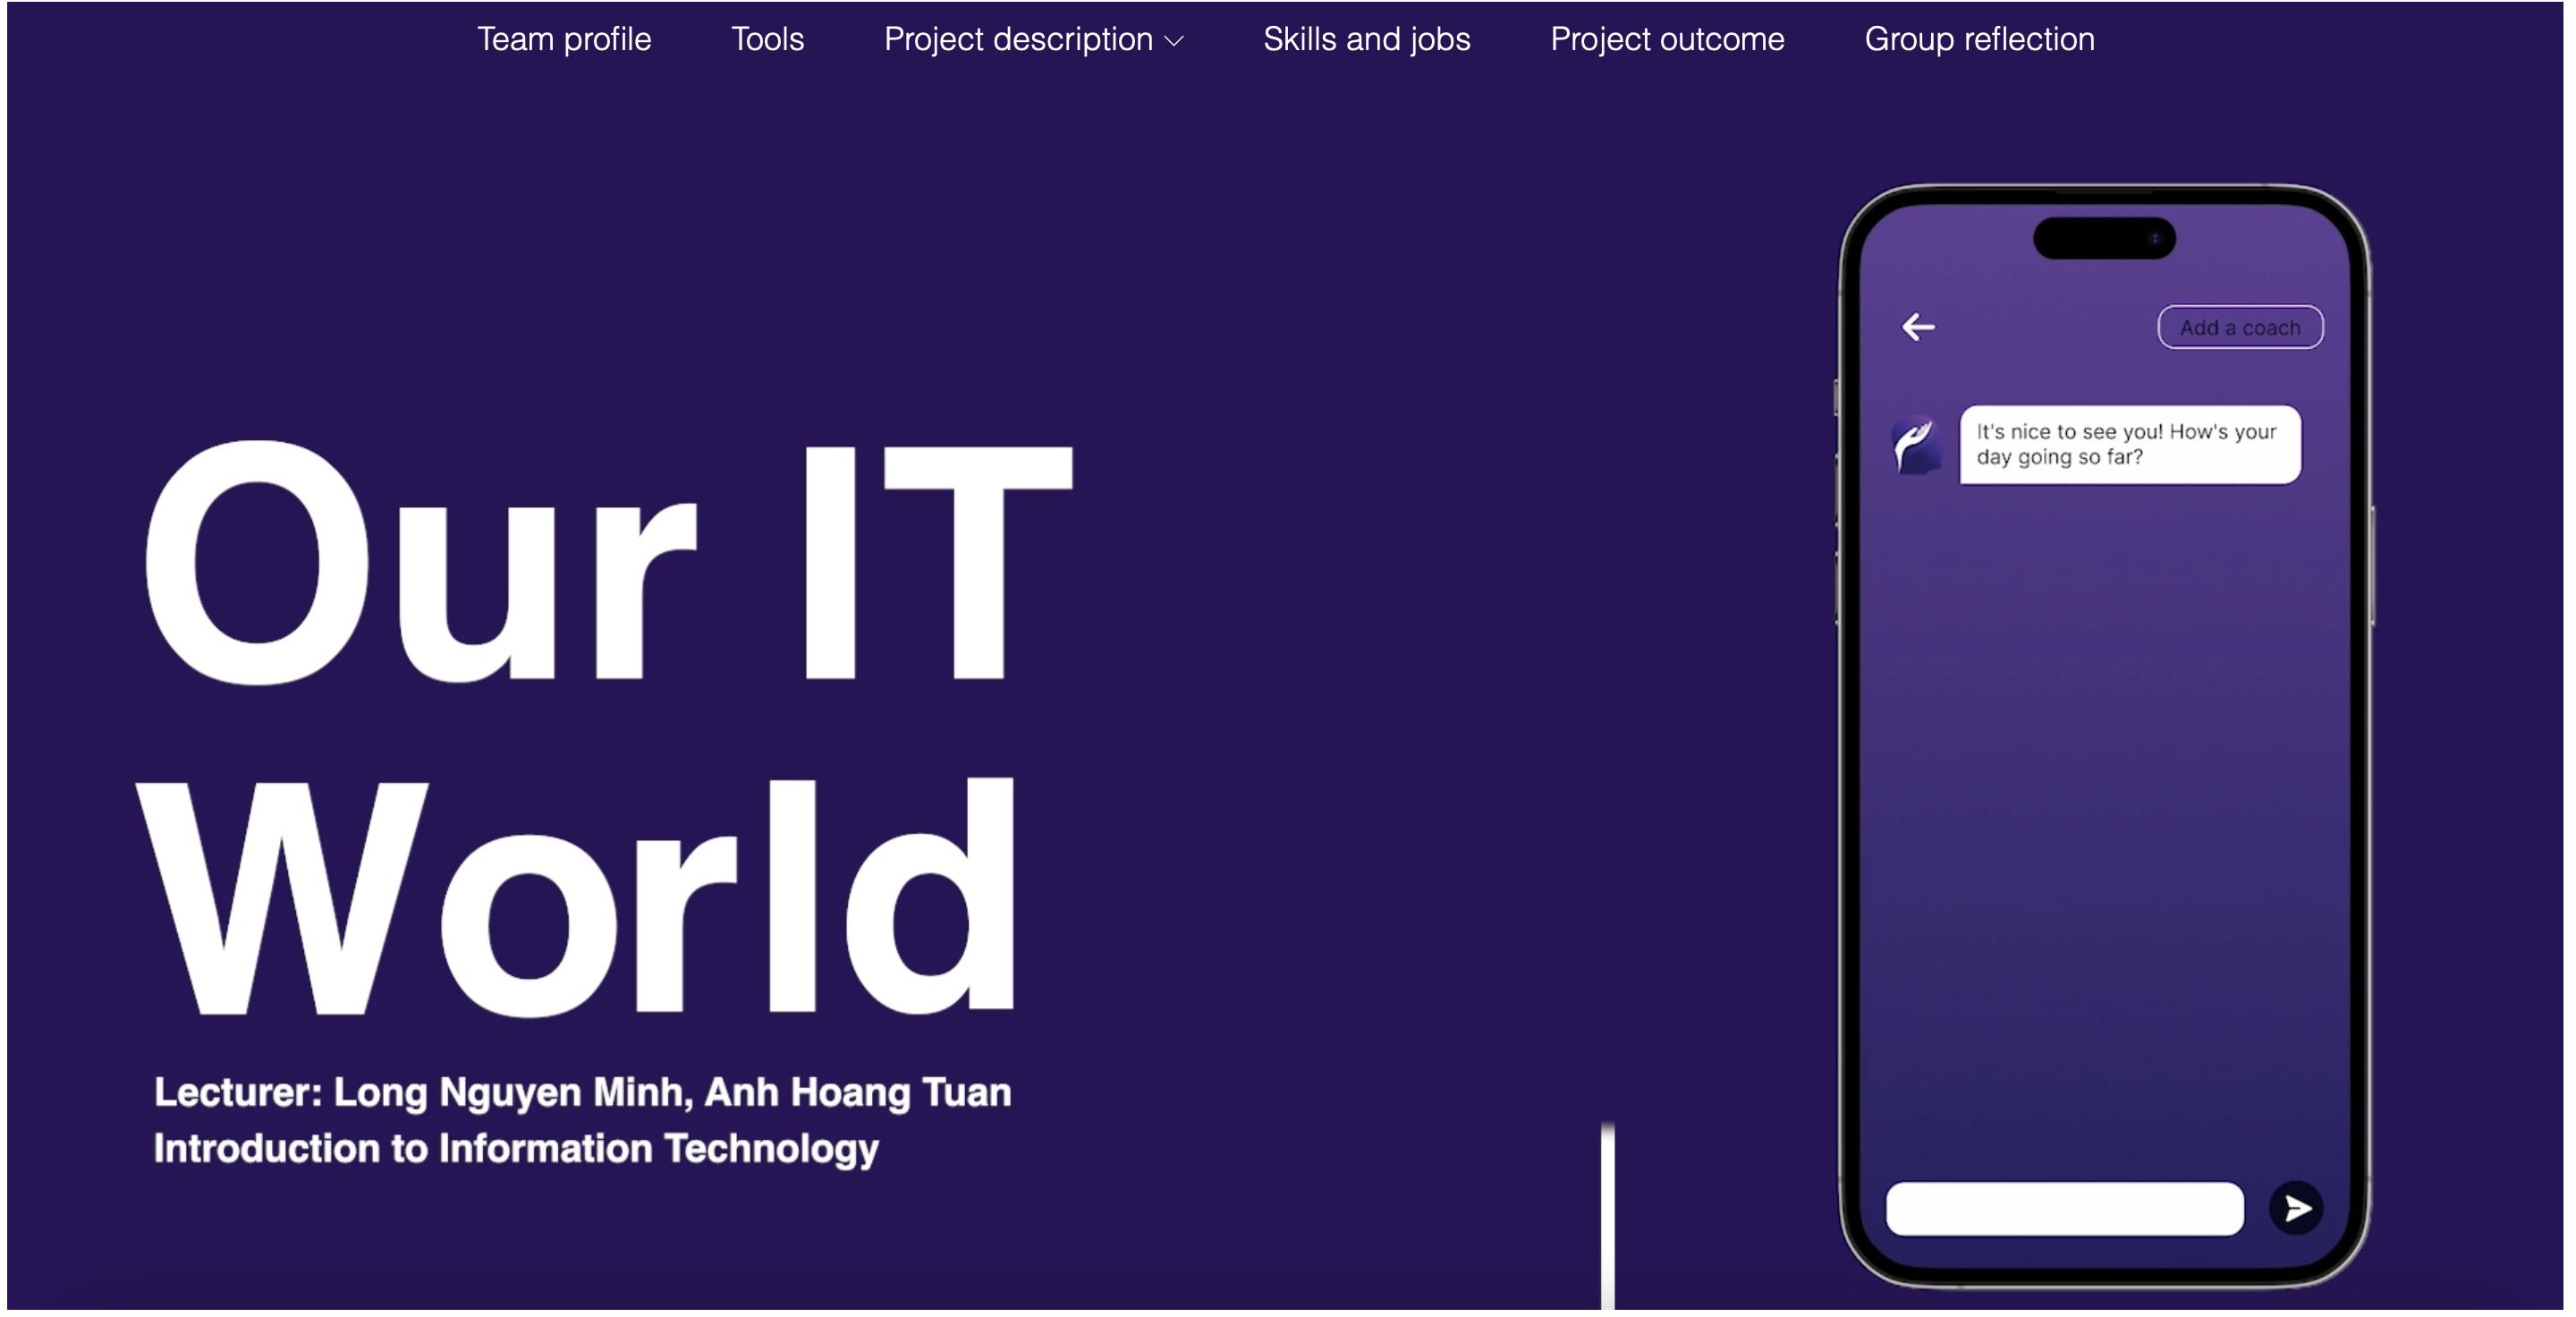 Team profile Tools Project description Skills and jobs Project outcome Group reflection
Our IT
World
Lecturer: Long Nguyen Minh, Anh Hoang Tuan
Introduction to Information Technology
Add a coach
It's nice to see you! How's your
day going so far?